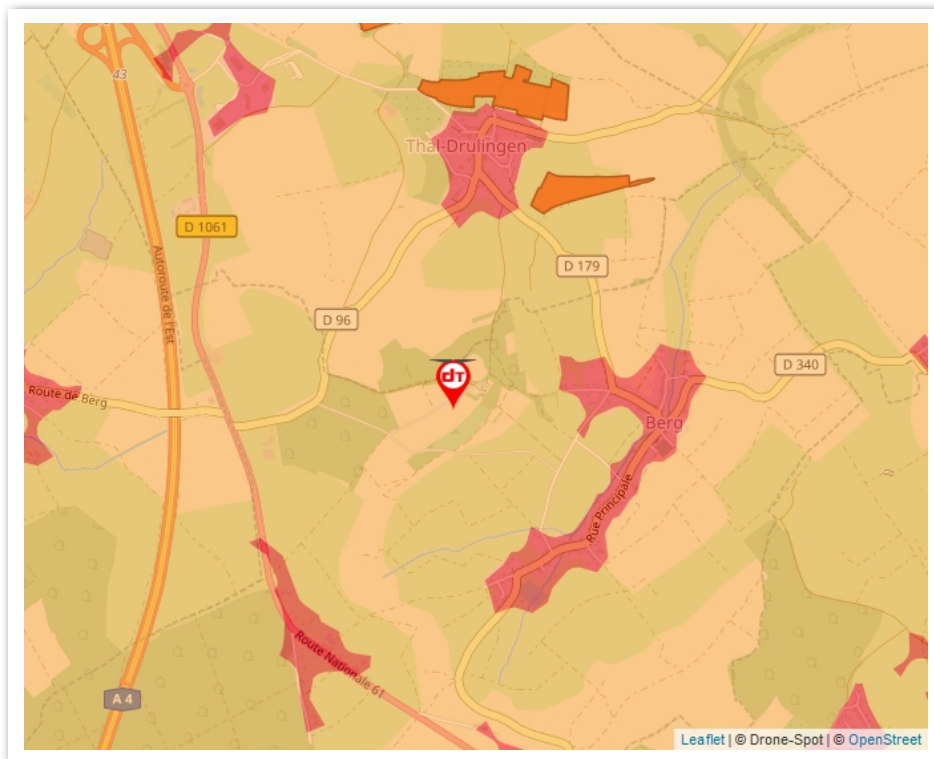 43
Thal-Drulingen
D 1061
D 179
Autoroute de l'Est
D 96
D 340
dT
Route de Berg
Berg
Rue Principale
Route Nationale 61
A 4
Leaflet | © Drone-Spot | © OpenStreet